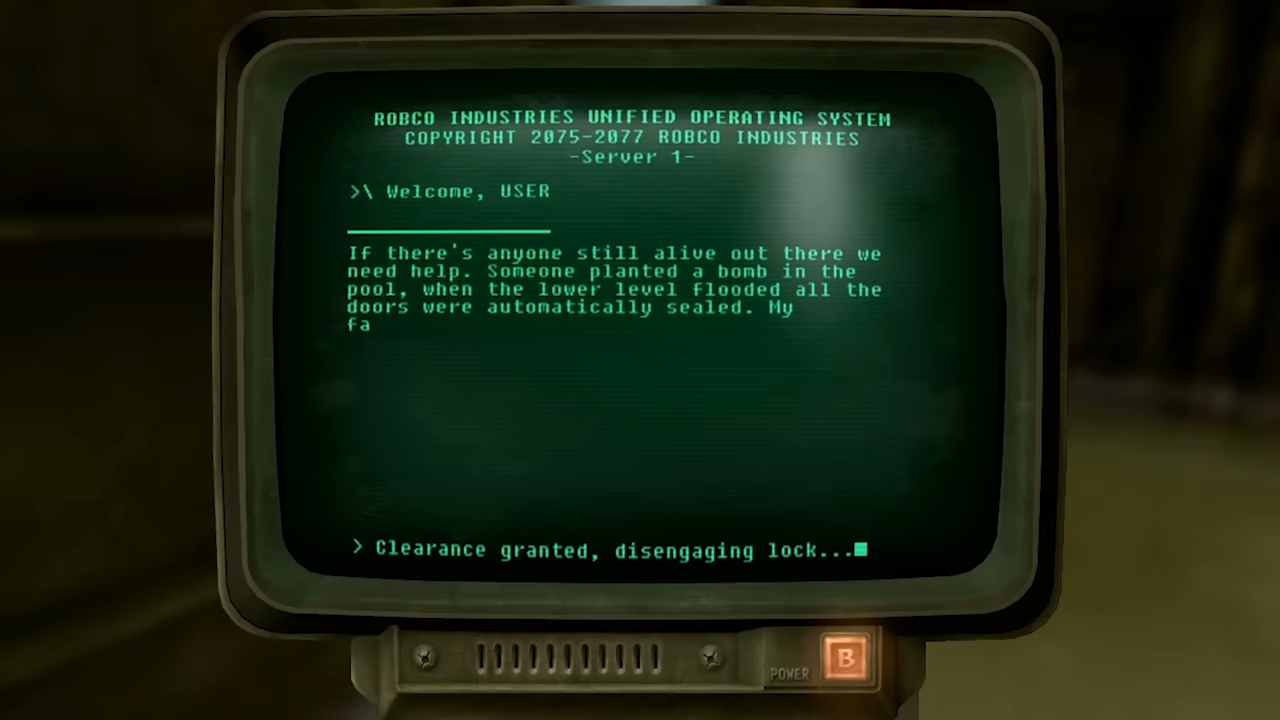 ROBCO INDUSTRIES UNIFIED OPERATING SYSTEM
COPYRIGHT 2075-2077 ROBCO INDUSTRIES
-Server 1-
>\ Welcome, USER
If there's anyone still alive out there we
need help. Someone planted a bomb in the
pool, when the lower level flooded all the
doors were automatically sealed. My
fa
> Clearance granted, disengaging lock...
POWER
B